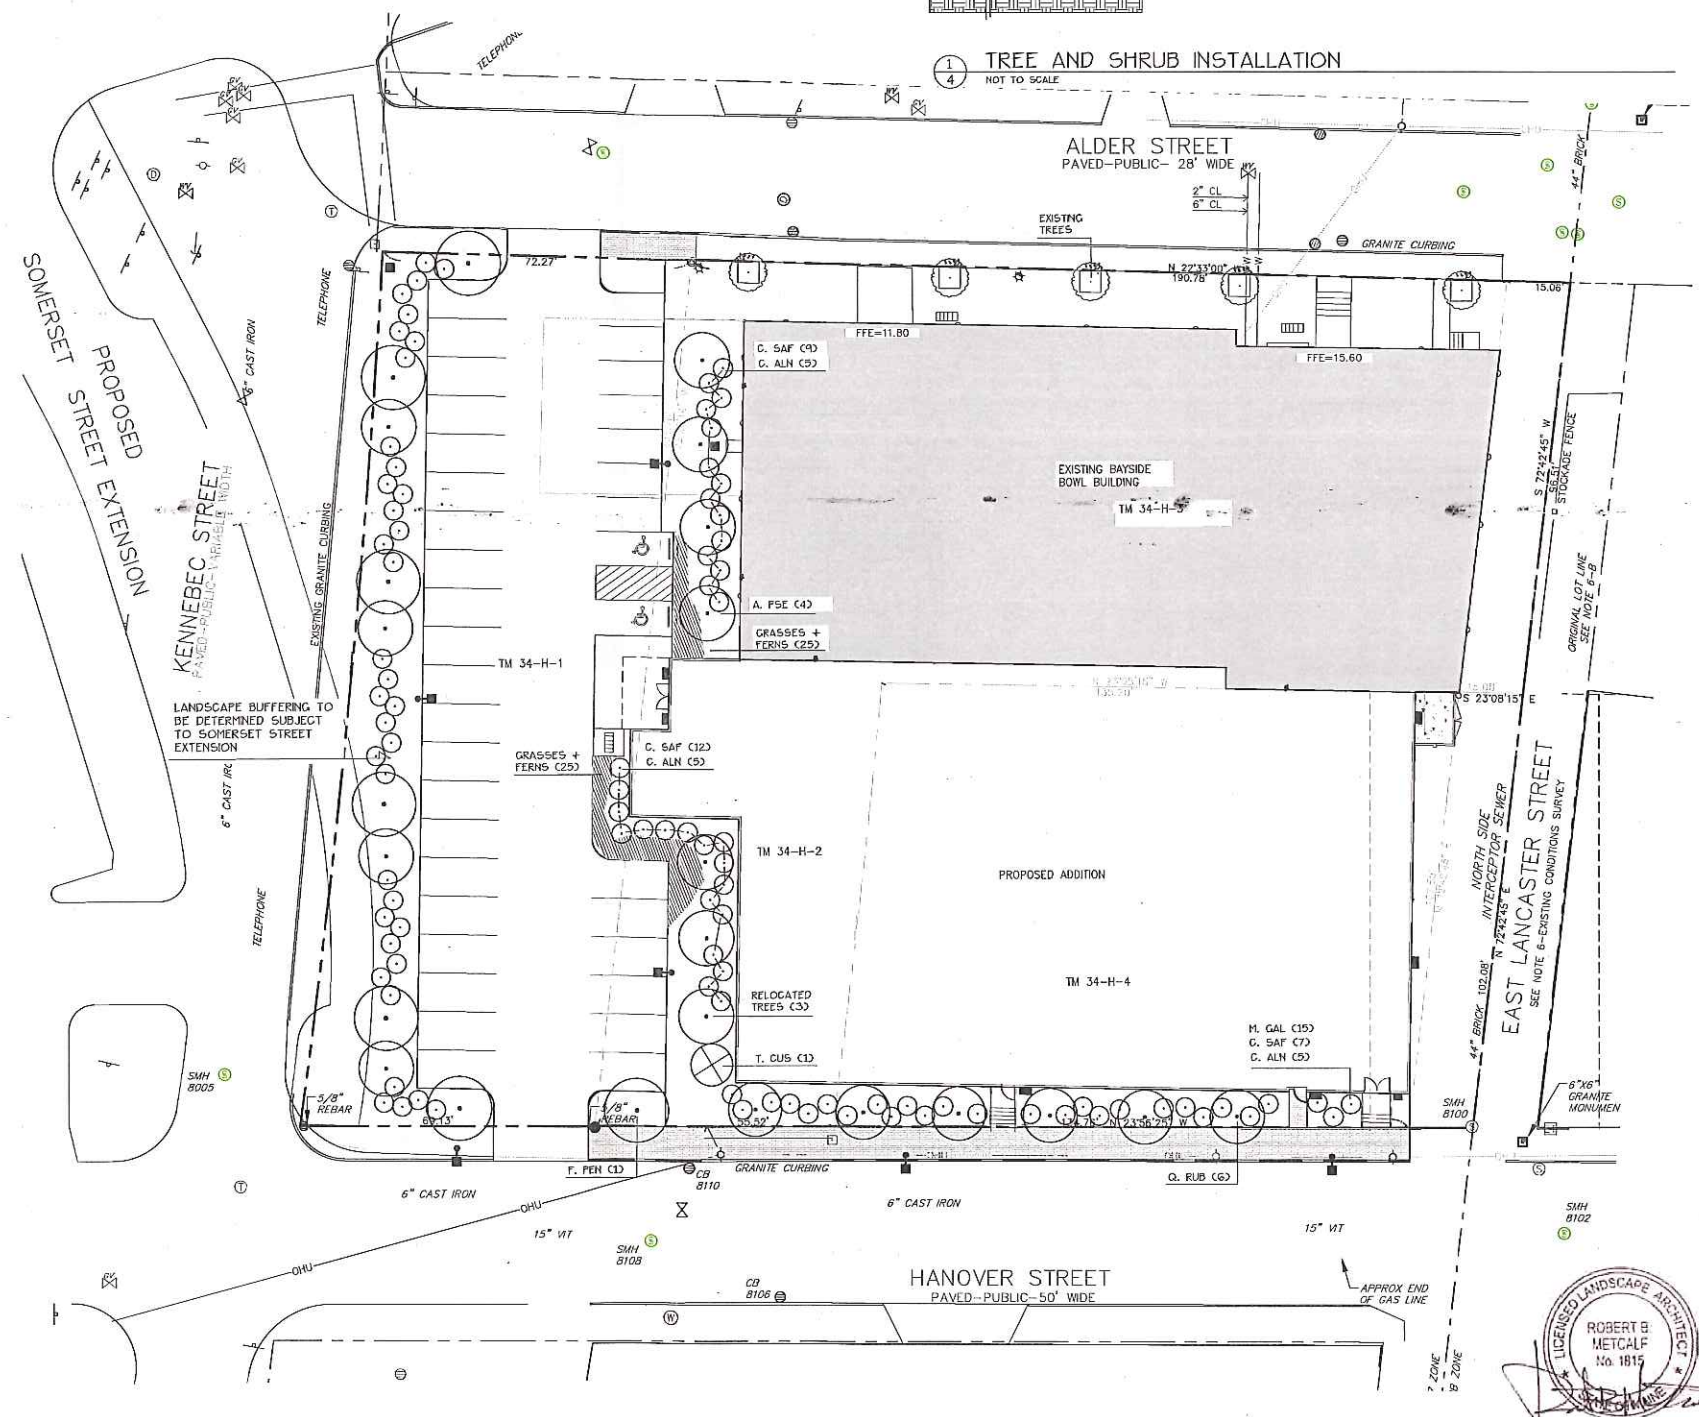 1
4
TREE AND SHRUB INSTALLATION
NOT TO SCALE
TELEPHONE
ALDER STREET
PAVED-PUBLIC- 28' WIDE
2" CL
6" CL
EXISTING
TREES
GRANITE CURBING
44" BRICK
72.27'
N 22°33'00" W
190.78'
15.06'
SOMERSET STREET EXTENSION
PROPOSED
TELEPHONE
6" CAST IRON
FFE=11.80
FFE=15.60
C. SAF (9)
C. ALN (5)
EXISTING BAYSIDE
BOWL BUILDING
TM 34-H-3
S 72°42'45" W
96.51'
STOCKADE FENCE
ORIGINAL LOT LINE
SEE NOTE 6-B
KENNEBEC STREET
PAVED-PUBLIC-VARIABLE WIDTH
EXISTING GRANITE CURBING
A. PSE (4)
GRASSES +
FERNS (25)
TM 34-H-1
S 23°08'15" E
LANDSCAPE BUFFERING TO
BE DETERMINED SUBJECT
TO SOMERSET STREET
EXTENSION
GRASSES +
FERNS (25)
C. SAF (12)
C. ALN (5)
6" CAST IRO
TM 34-H-2
PROPOSED ADDITION
TM 34-H-4
NORTH SIDE
INTERCEPTOR SEWER
N 72°42'45" E
102.08'
44" BRICK
EAST LANCASTER STREET
SEE NOTE 6-EXISTING CONDITIONS SURVEY
TELEPHONE
RELOCATED
TREES (3)
T. CUS (1)
M. GAL (15)
C. SAF (7)
C. ALN (5)
SMH
8005
5/8"
REBAR
5/8"
REBAR
55.52'
N 23°56'25" W
SMH
8100
6"X6"
GRANITE
MONUMEN
F. PEN (1)
CB
8110
GRANITE CURBING
Q. RUB (6)
6" CAST IRON
6" CAST IRON
OHU
OHU
15" VIT
15" VIT
SMH
8108
SMH
8102
CB
8106
HANOVER STREET
PAVED-PUBLIC-50' WIDE
APPROX END
OF GAS LINE
ZONE
B ZONE
LICENSED LANDSCAPE ARCHITECT
ROBERT B.
METCALF
No. 1815